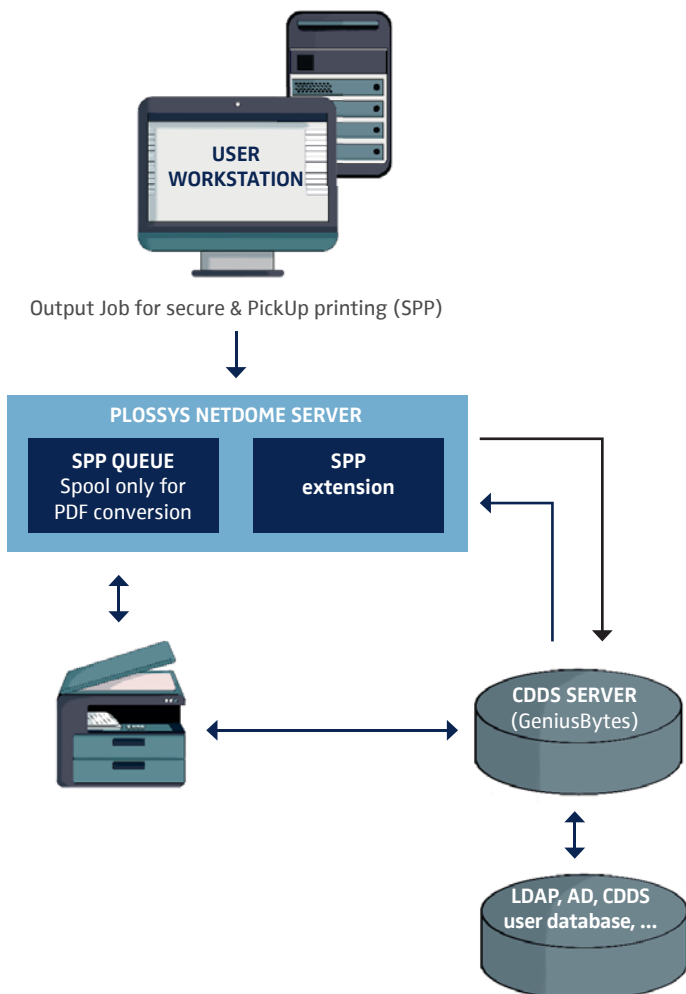 USER
WORKSTATION
Output Job for secure & PickUp printing (SPP)
PLOSSYS NETDOME SERVER
SPP QUEUE
Spool only for
PDF conversion
SPP
extension
CDDS SERVER
(GeniusBytes)
LDAP, AD, CDDS
user database, ...